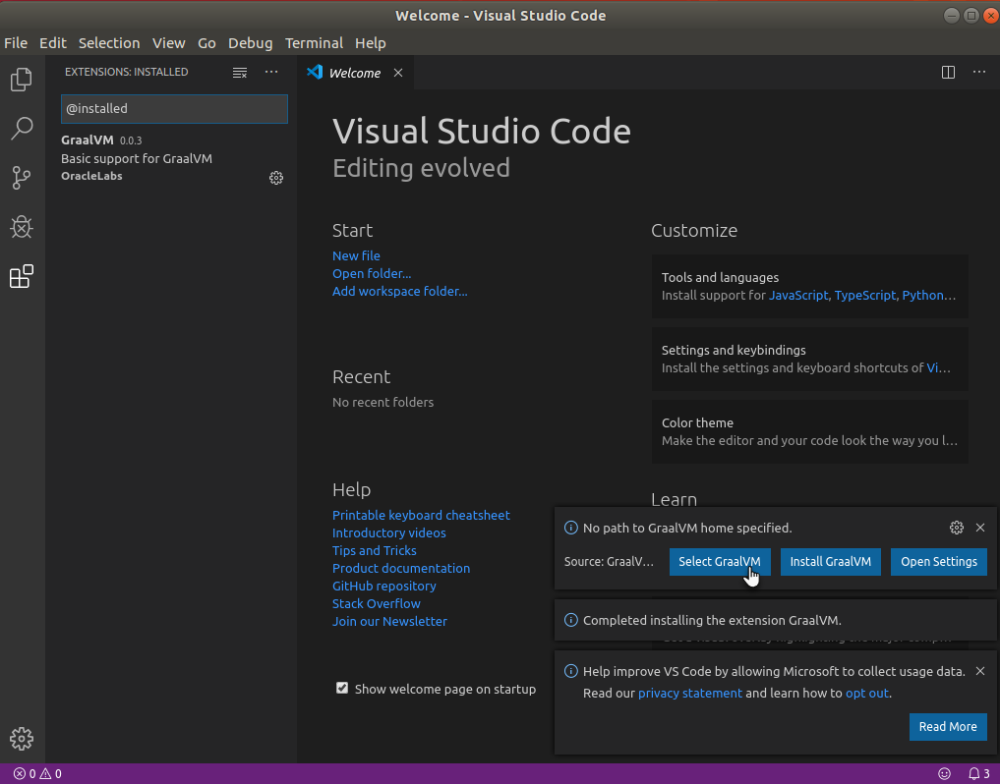 Welcome - Visual Studio Code
File Edit Selection View Go Debug Terminal Help
EXTENSIONS: INSTALLED
@installed
GraalVM 0.0.3
Basic support for GraalVM
OracleLabs
Welcome
Visual Studio Code
Editing evolved
Start
New file
Open folder...
Add workspace folder...
Recent
No recent folders
Help
Printable keyboard cheatsheet
Introductory videos
Tips and Tricks
Product documentation
GitHub repository
Stack Overflow
Join our Newsletter
Show welcome page on startup
Customize
Tools and languages
Install support for JavaScript, TypeScript, Python...
Settings and keybindings
Install the settings and keyboard shortcuts of Vi...
Color theme
Make the editor and your code look the way you l...
Learn
No path to GraalVM home specified.
Source: GraalV...
Select GraalVM
Install GraalVM
Open Settings
Completed installing the extension GraalVM.
Help improve VS Code by allowing Microsoft to collect usage data.
Read our privacy statement and learn how to opt out.
Read More
0 0
3